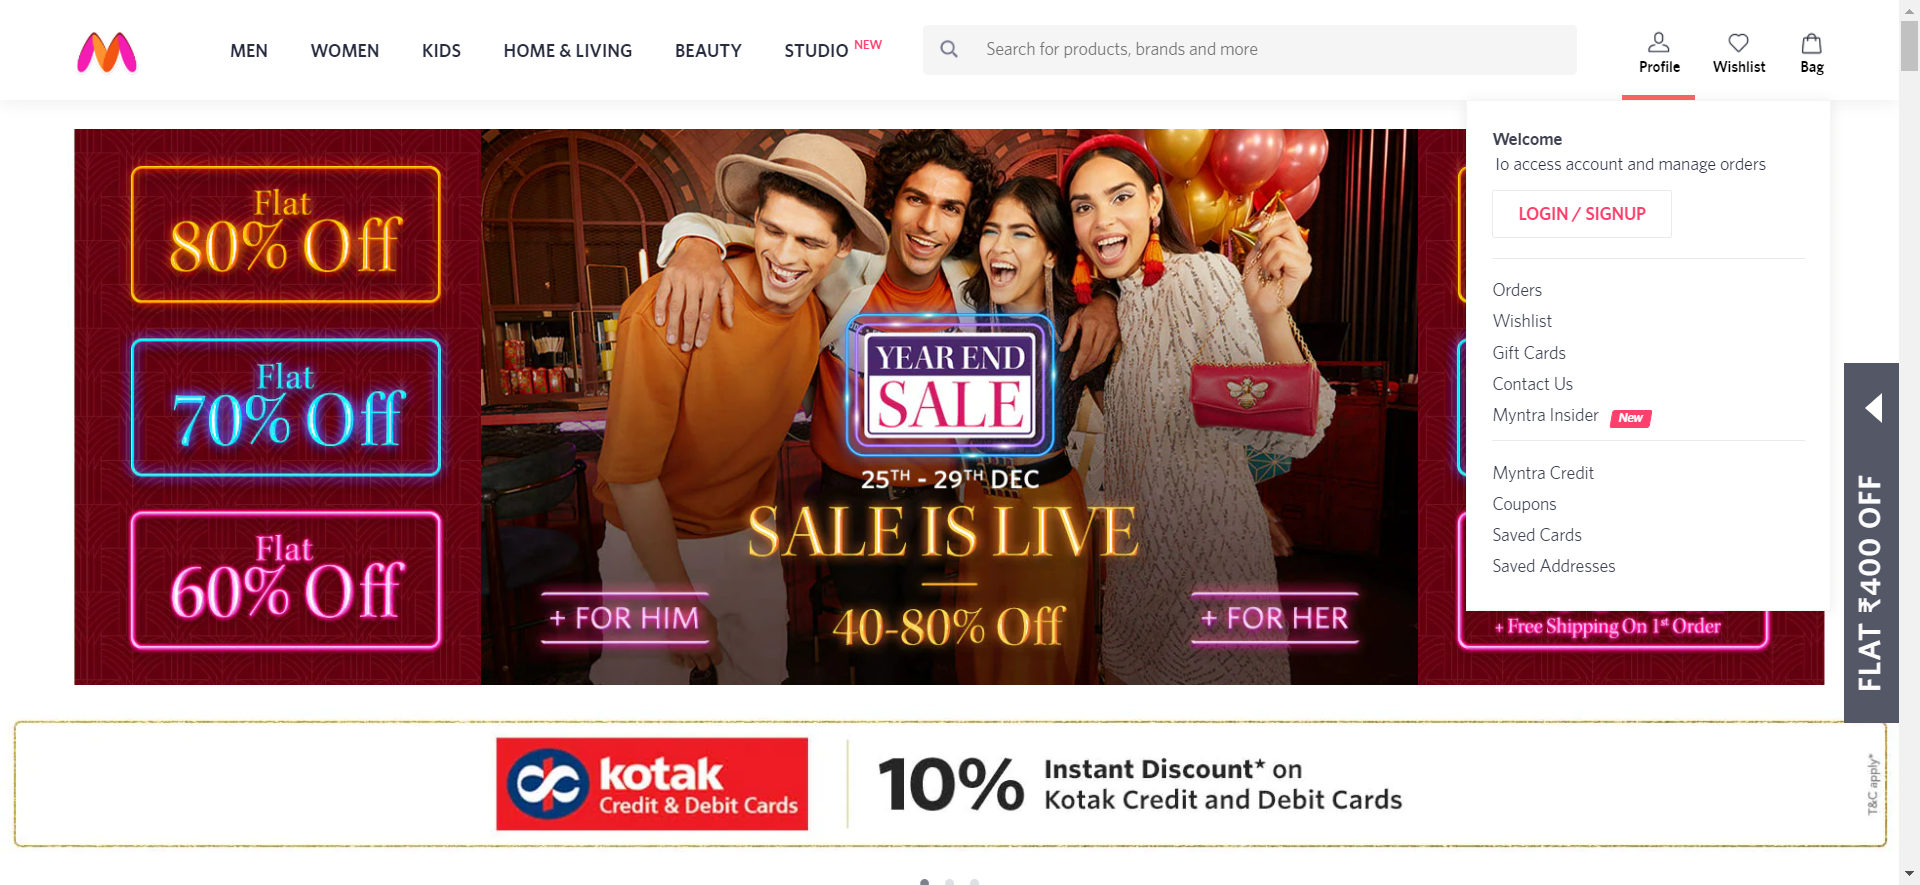 MEN
WOMEN
KIDS
HOME & LIVING
BEAUTY
STUDIO NEW
Search for products, brands and more
Profile
Wishlist
Bag
Flat
80% Off
Flat
70% Off
Flat
60% Off
YEAR END
SALE
25TH - 29TH DEC
SALE IS LIVE
40-80% Off
+ FOR HIM
+ FOR HER
Welcome
To access account and manage orders
LOGIN / SIGNUP
Orders
Wishlist
Gift Cards
Contact Us
Myntra Insider New
Myntra Credit
Coupons
Saved Cards
Saved Addresses
+ Free Shipping On 1st Order
FLAT ₹400 OFF
kotak
Credit & Debit Cards
10%
Instant Discount* on
Kotak Credit and Debit Cards
T&C apply*